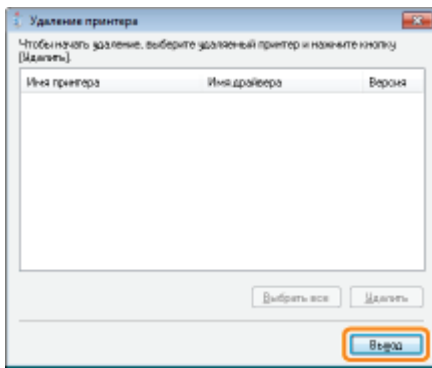 Удаление принтера
Чтобы начать удаление, выберите удаляемый принтер и нажмите кнопку
[Удалить].
Имя принтера Имя драйвера Версия
Выбрать все Удалить
Выход